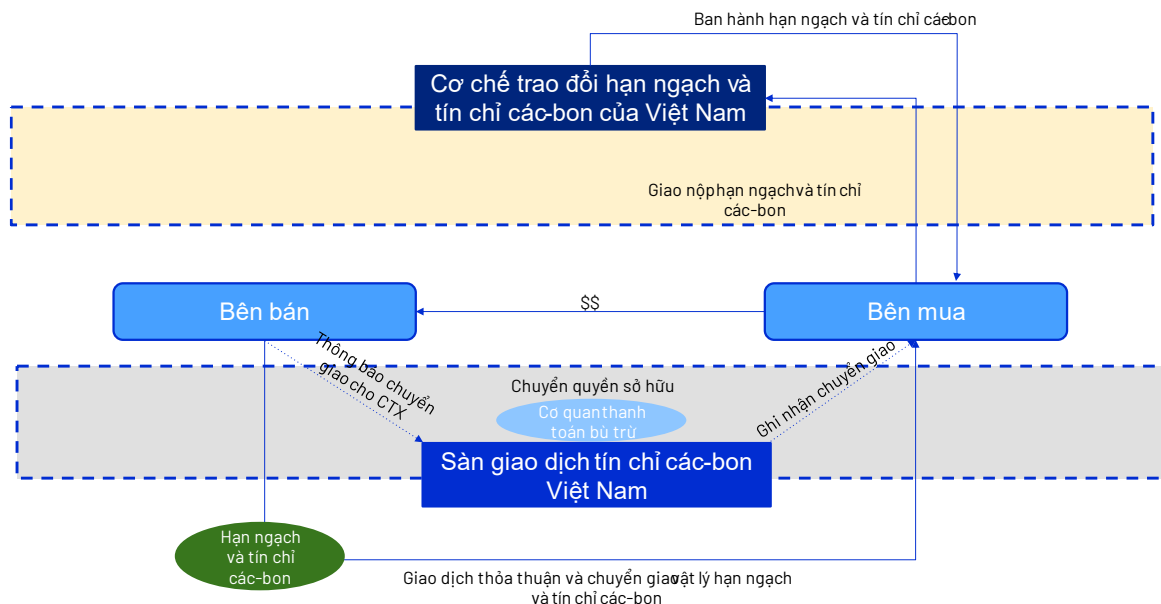 Ban hành hạn ngạch và tín chỉ các-bon
Cơ chế trao đổi hạn ngạch và
tín chỉ các-bon của Việt Nam
Giao nộp hạn ngạch và tín chỉ
các-bon
Bên bán
$$
Bên mua
Thông báo chuyển
giao cho CTX
Chuyển quyền sở hữu
Cơ quan thanh
toán bù trừ
Ghi nhận chuyển giao
Sàn giao dịch tín chỉ các-bon
Việt Nam
Hạn ngạch
và tín chỉ
các-bon
Giao dịch thỏa thuận và chuyển giao vật lý hạn ngạch
và tín chỉ các-bon